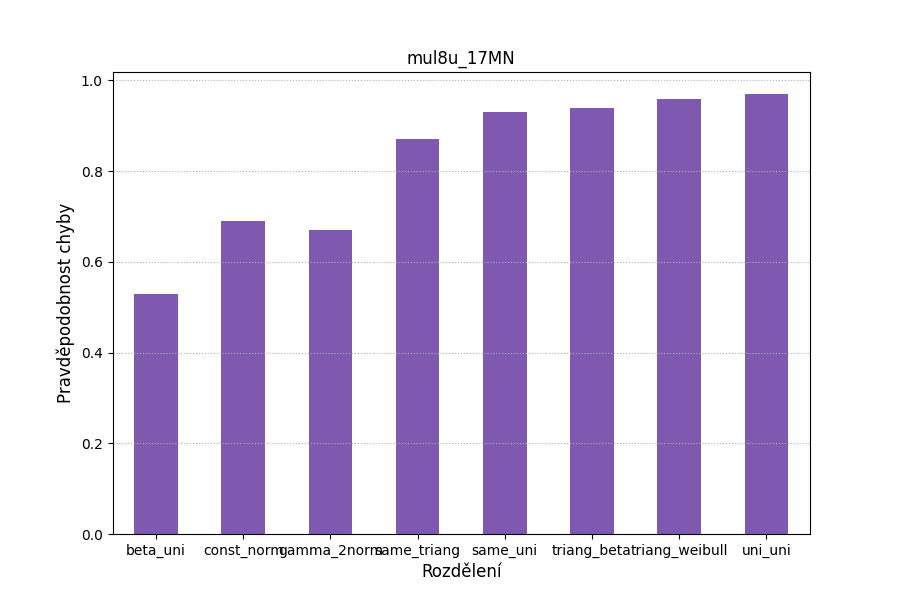 mul8u_17MN
Pravděpodobnost chyby
1.0
0.8
0.6
0.4
0.2
0.0
beta_uni const_norm gamma_2norm same_triang same_uni triang_beta triang_weibull uni_uni
Rozdělení